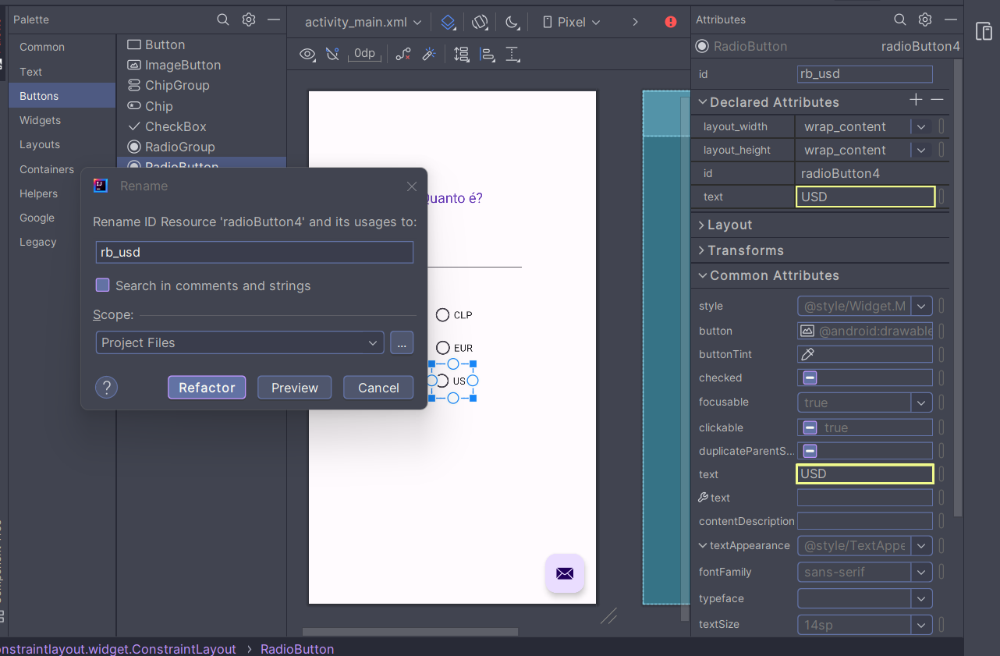 Palette
Common
Text
Buttons
Widgets
Layouts
Containers
Helpers
Google
Legacy
Button
ImageButton
ChipGroup
Chip
CheckBox
RadioGroup
RadioButton
activity_main.xml
Pixel
0dp
Quanto é?
CLP
EUR
US
Rename
Rename ID Resource 'radioButton4' and its usages to:
rb_usd
Search in comments and strings
Scope:
Project Files
...
?
Refactor
Preview
Cancel
Attributes
RadioButton radioButton4
id rb_usd
Declared Attributes
layout_width wrap_content
layout_height wrap_content
id radioButton4
text USD
Layout
Transforms
Common Attributes
style @style/Widget.M
button @android:drawable
buttonTint
checked
focusable true
clickable true
duplicateParentS...
text USD
text
contentDescription
textAppearance @style/TextAppe
fontFamily sans-serif
typeface
textSize 14sp
onstraintlayout.widget.ConstraintLayout › RadioButton